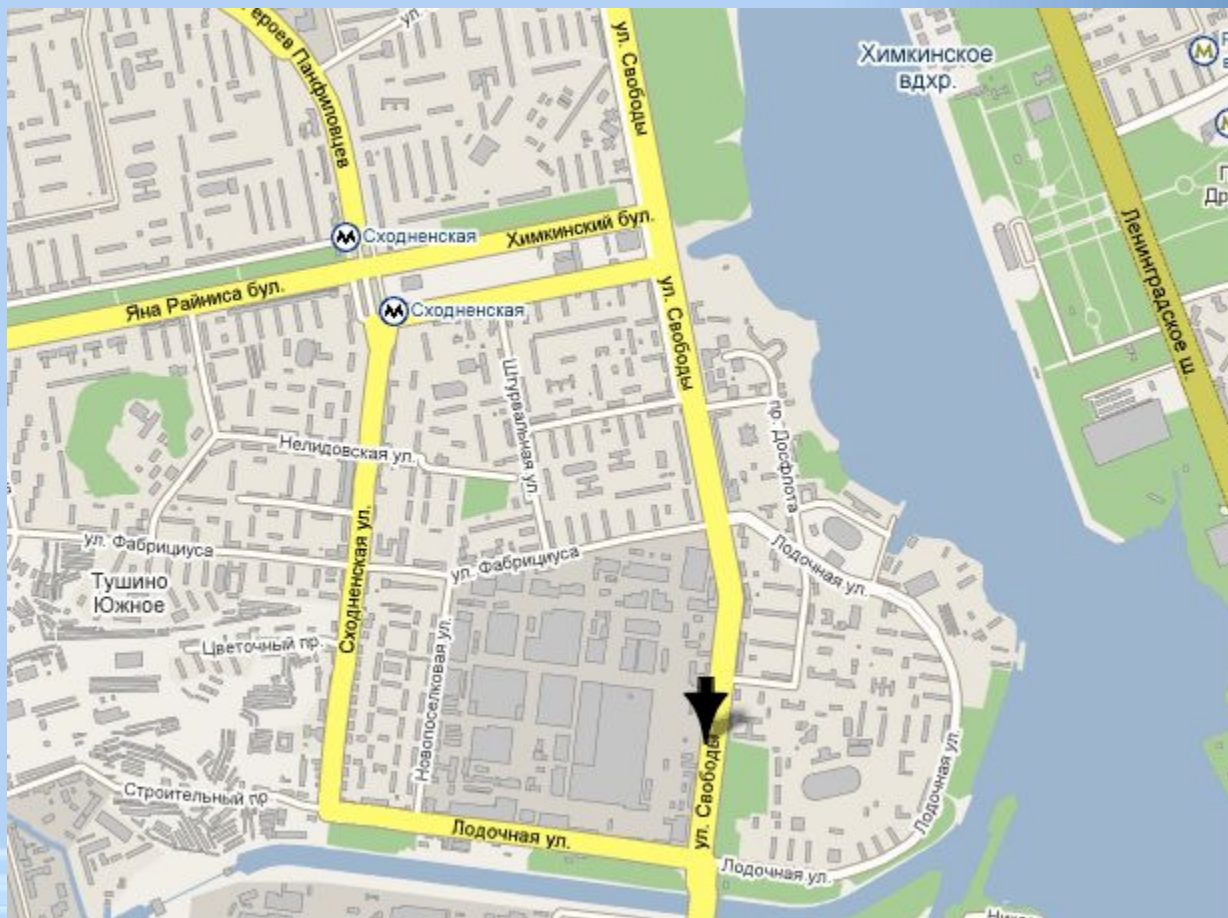 Героев Панфиловцев
ул.
ул. Свободы
Химкинское
вдхр.
Сходненская
Химкинский бул.
Ленинградское ш.
Яна Райниса бул.
Сходненская
ул. Свободы
Штурвальная ул.
пр. Досфлота
Нелидовская ул.
ул. Фабрициуса
ул. Фабрициуса
Лодочная ул.
Тушино
Южное
Сходненская ул.
Цветочный пр.
Новопоселковая ул.
ул. Свободы
Лодочная ул.
Строительный пр
Лодочная ул.
Лодочная ул.